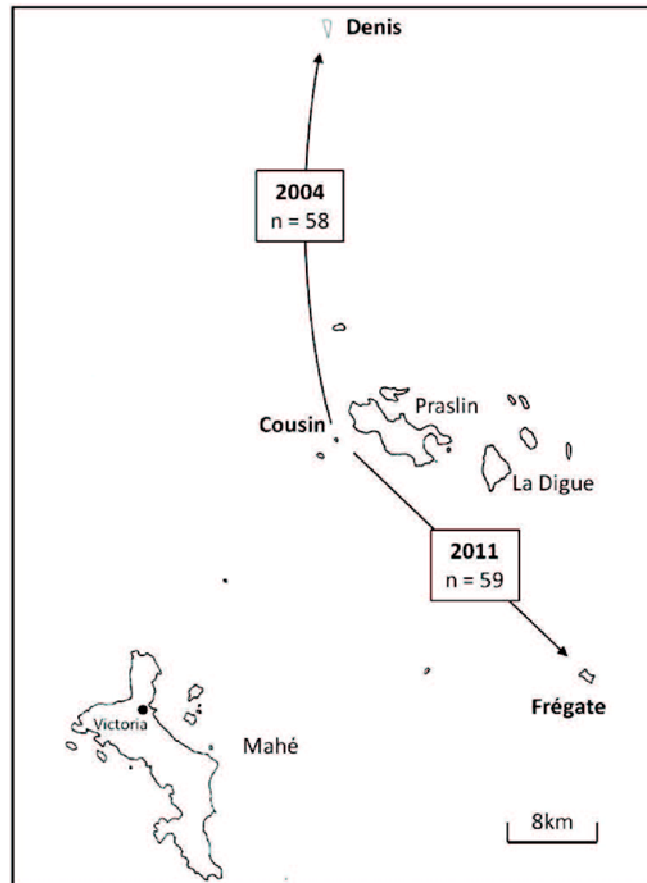 Denis
2004
n = 58
Praslin
Cousin
La Digue
2011
n = 59
Frégate
Victoria
Mahé
8km